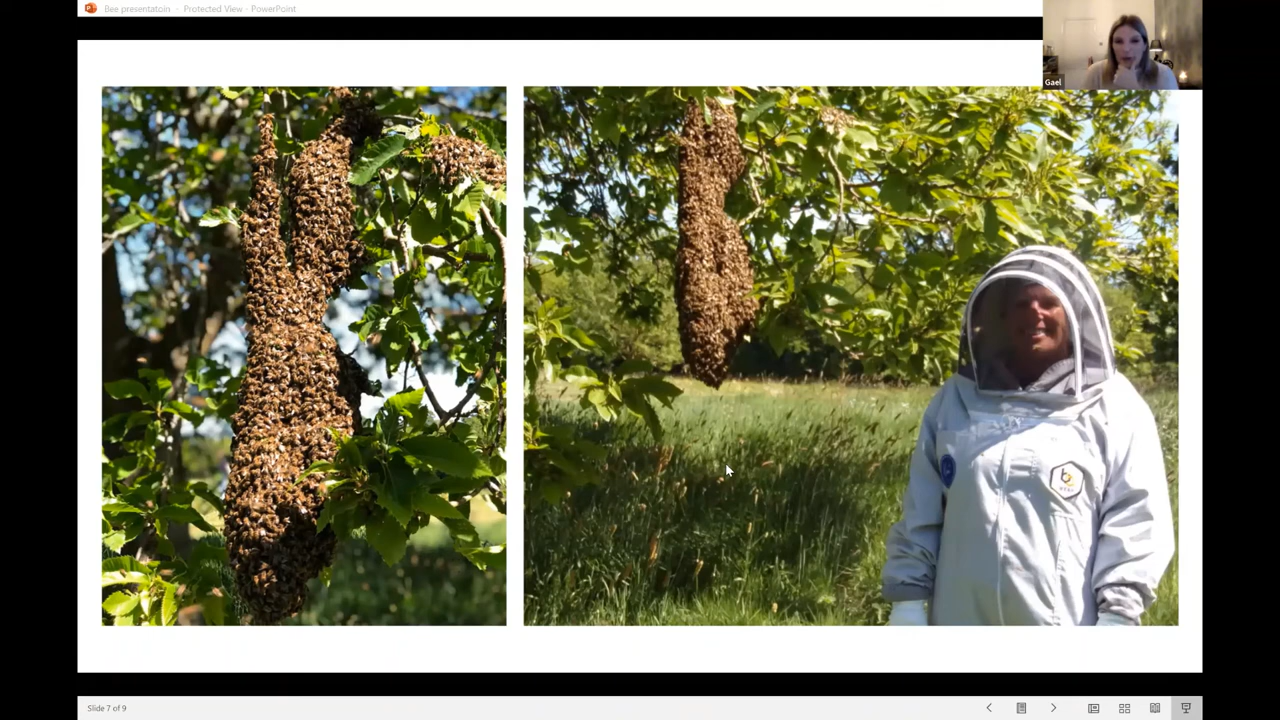 Bee presentatoin - Protected View - PowerPoint
Gael
Slide 7 of 9